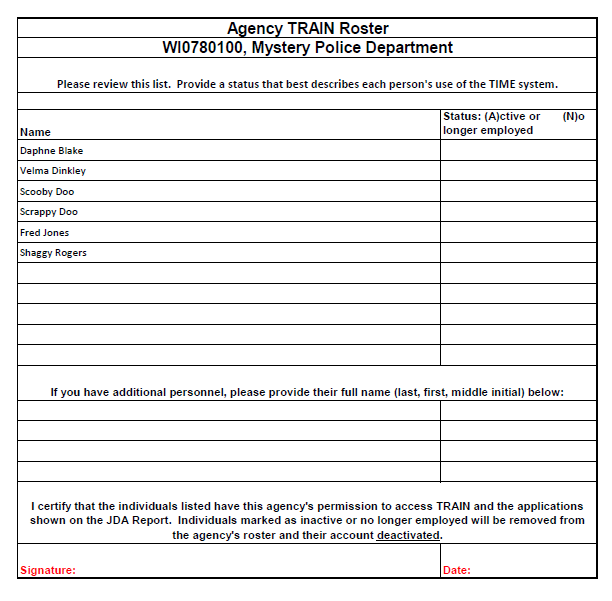 Agency TRAIN Roster
WI0780100, Mystery Police Department
Please review this list.  Provide a status that best describes each person's use of the TIME system.
Name
Status: (A)ctive or (N)o
longer employed
Daphne Blake
Velma Dinkley
Scooby Doo
Scrappy Doo
Fred Jones
Shaggy Rogers
If you have additional personnel, please provide their full name (last, first, middle initial) below:
I certify that the individuals listed have this agency's permission to access TRAIN and the applications
shown on the JDA Report.  Individuals marked as inactive or no longer employed will be removed from
the agency's roster and their account deactivated.
Signature:
Date: